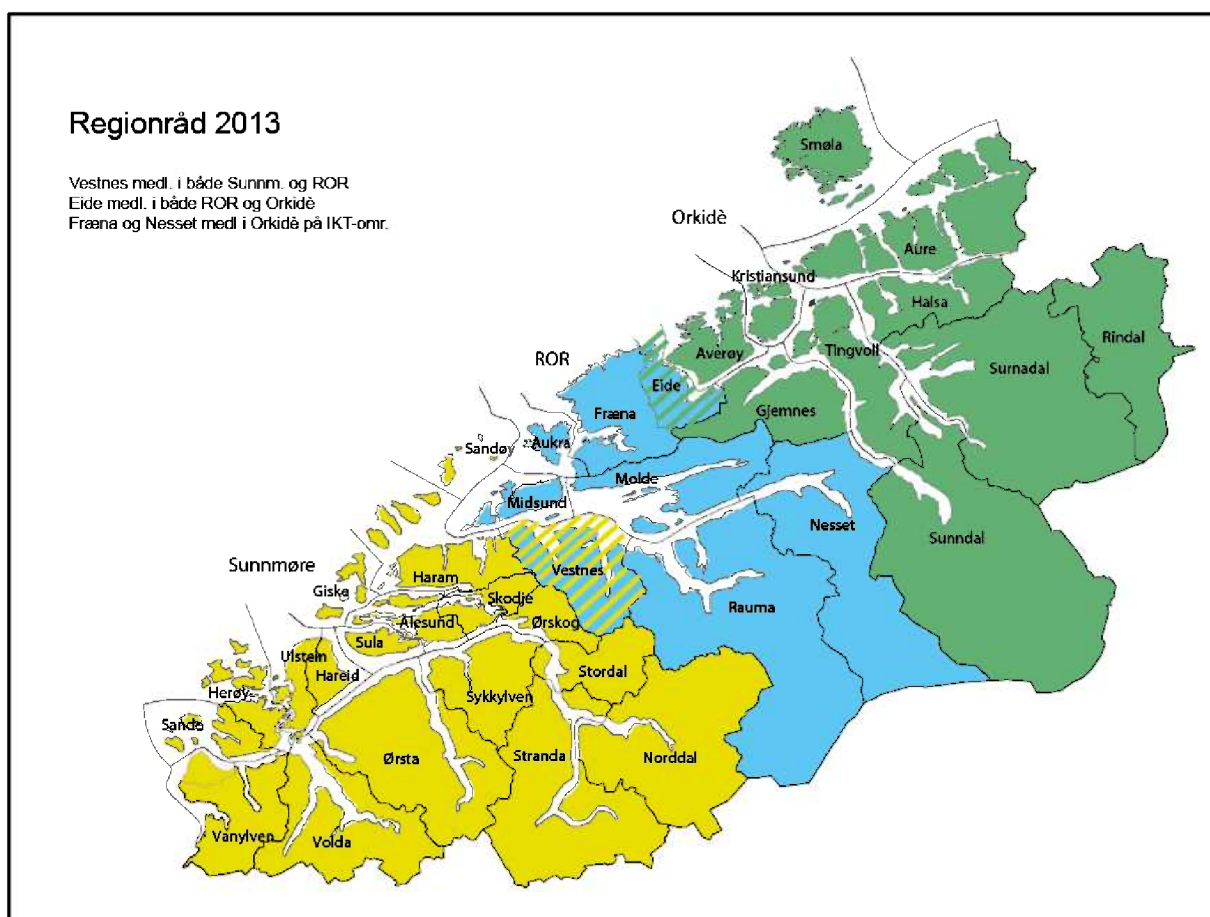 Regionråd 2013
Vestnes medl. i både Sunnm. og ROR
Eide medl. i både ROR og Orkidè
Fræna og Nesset medl i Orkidè på IKT-omr.
Smøla
Orkidè
Aure
Kristiansund
Halsa
Rindal
Averøy
Tingvoll
Surnadal
ROR
Eide
Gjemnes
Fræna
Sandøy
Aukra
Molde
Midsund
Nesset
Sunndal
Sunnmøre
Vestnes
Haram
Giske
Skodje
Rauma
Ålesund
Ørskog
Sula
Ulstein
Hareid
Stordal
Herøy
Sykkylven
Sande
Ørsta
Stranda
Norddal
Vanylven
Volda